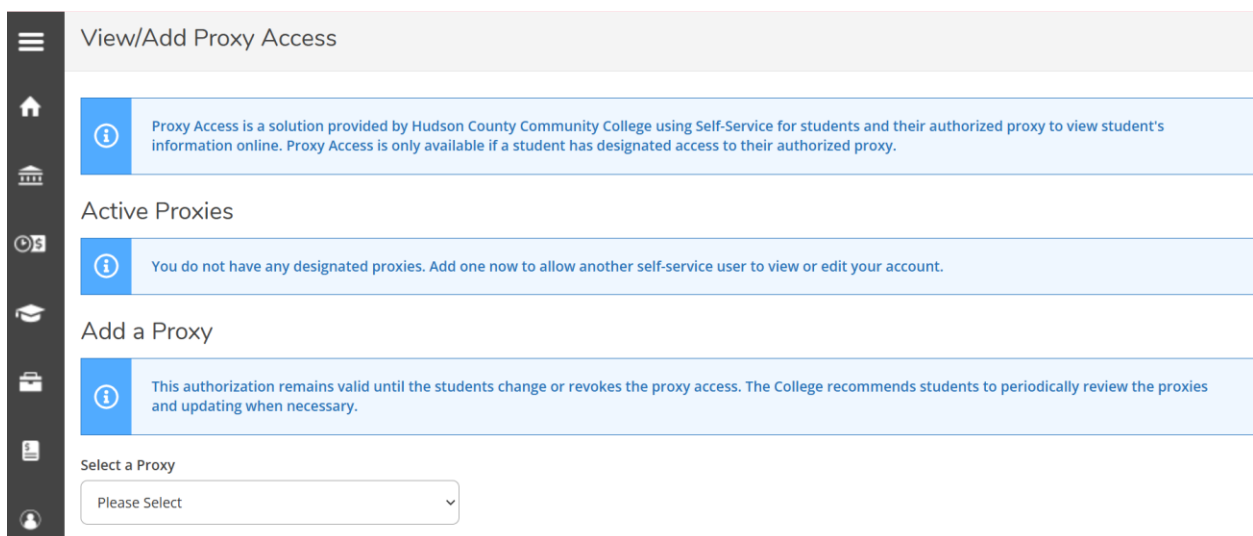 View/Add Proxy Access
Proxy Access is a solution provided by Hudson County Community College using Self-Service for students and their authorized proxy to view student's
information online. Proxy Access is only available if a student has designated access to their authorized proxy.
Active Proxies
You do not have any designated proxies. Add one now to allow another self-service user to view or edit your account.
Add a Proxy
This authorization remains valid until the students change or revokes the proxy access. The College recommends students to periodically review the proxies
and updating when necessary.
Select a Proxy
Please Select